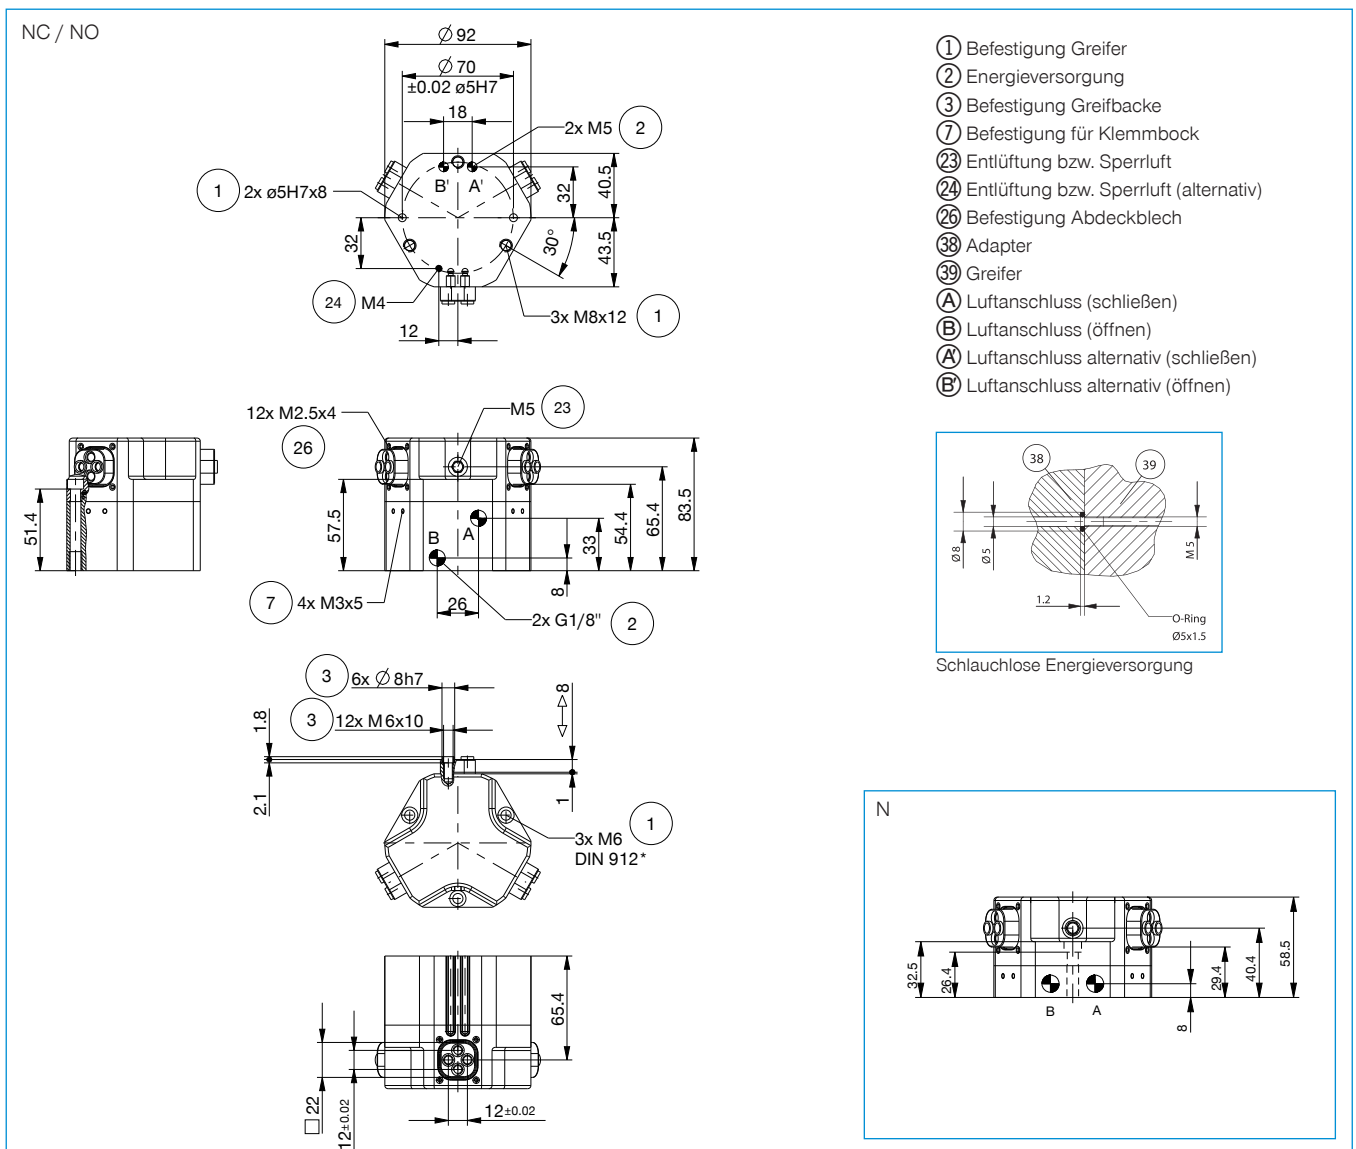 NC / NO
∅ 92
∅ 70
±0.02 ø5H7
18
2x M5 2
B' A'
1 2x ø5H7x8
32
40.5
32
30°
43.5
24 M4
3x M8x12 1
12
12x M2.5x4
26
M5 23
51.4
57.5
B A
33
54.4
65.4
83.5
8
7 4x M3x5
26
2x G1/8" 2
3 6x ∅ 8h7
3 12x M6x10
8
1.8
2.1
1
1
3x M6
DIN 912*
65.4
□ 22
12±0.02
12±0.02
① Befestigung Greifer
② Energieversorgung
③ Befestigung Greifbacke
⑦ Befestigung für Klemmbock
㉓ Entlüftung bzw. Sperrluft
㉔ Entlüftung bzw. Sperrluft (alternativ)
㉖ Befestigung Abdeckblech
㊳ Adapter
㊴ Greifer
Ⓐ Luftanschluss (schließen)
Ⓑ Luftanschluss (öffnen)
A' Luftanschluss alternativ (schließen)
B' Luftanschluss alternativ (öffnen)
38 39
Ø8
Ø5
M5
1.2
O-Ring
Ø5x1.5
Schlauchlose Energieversorgung
N
32.5
26.4
B A
8
29.4
40.4
58.5